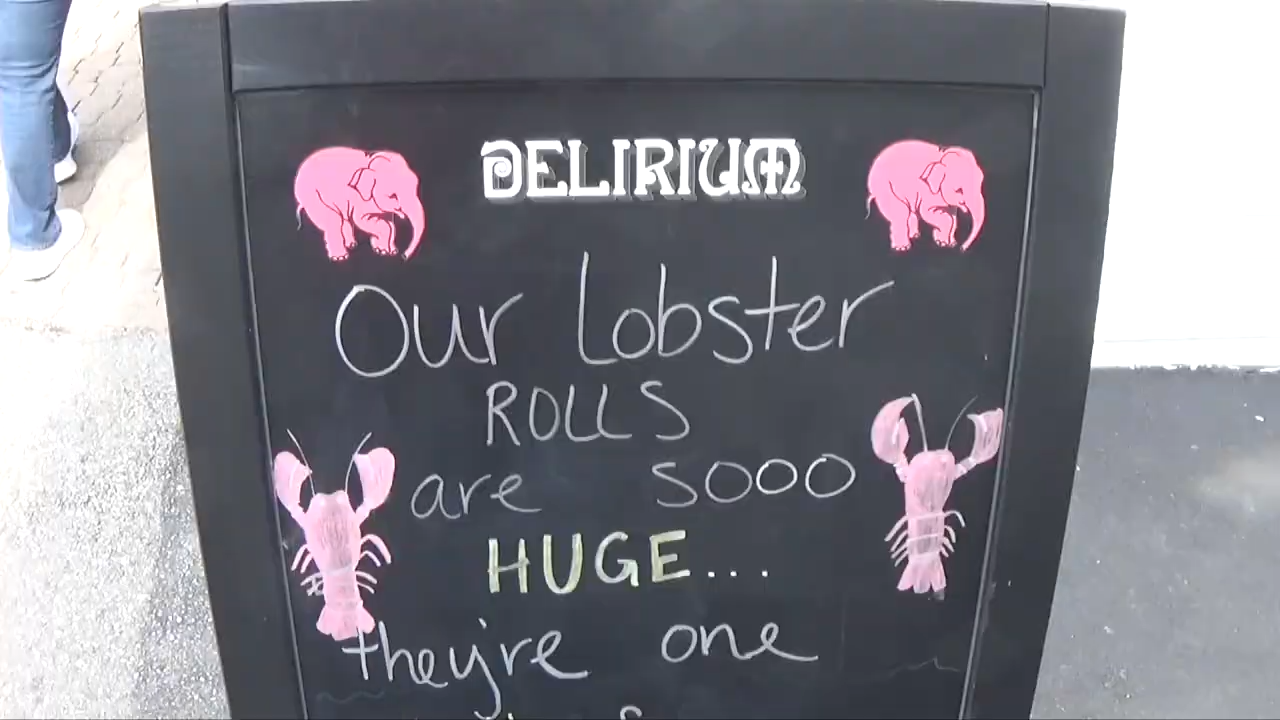 DELIRIUM
Our Lobster
ROLLS
are sooo
HUGE...
they're one